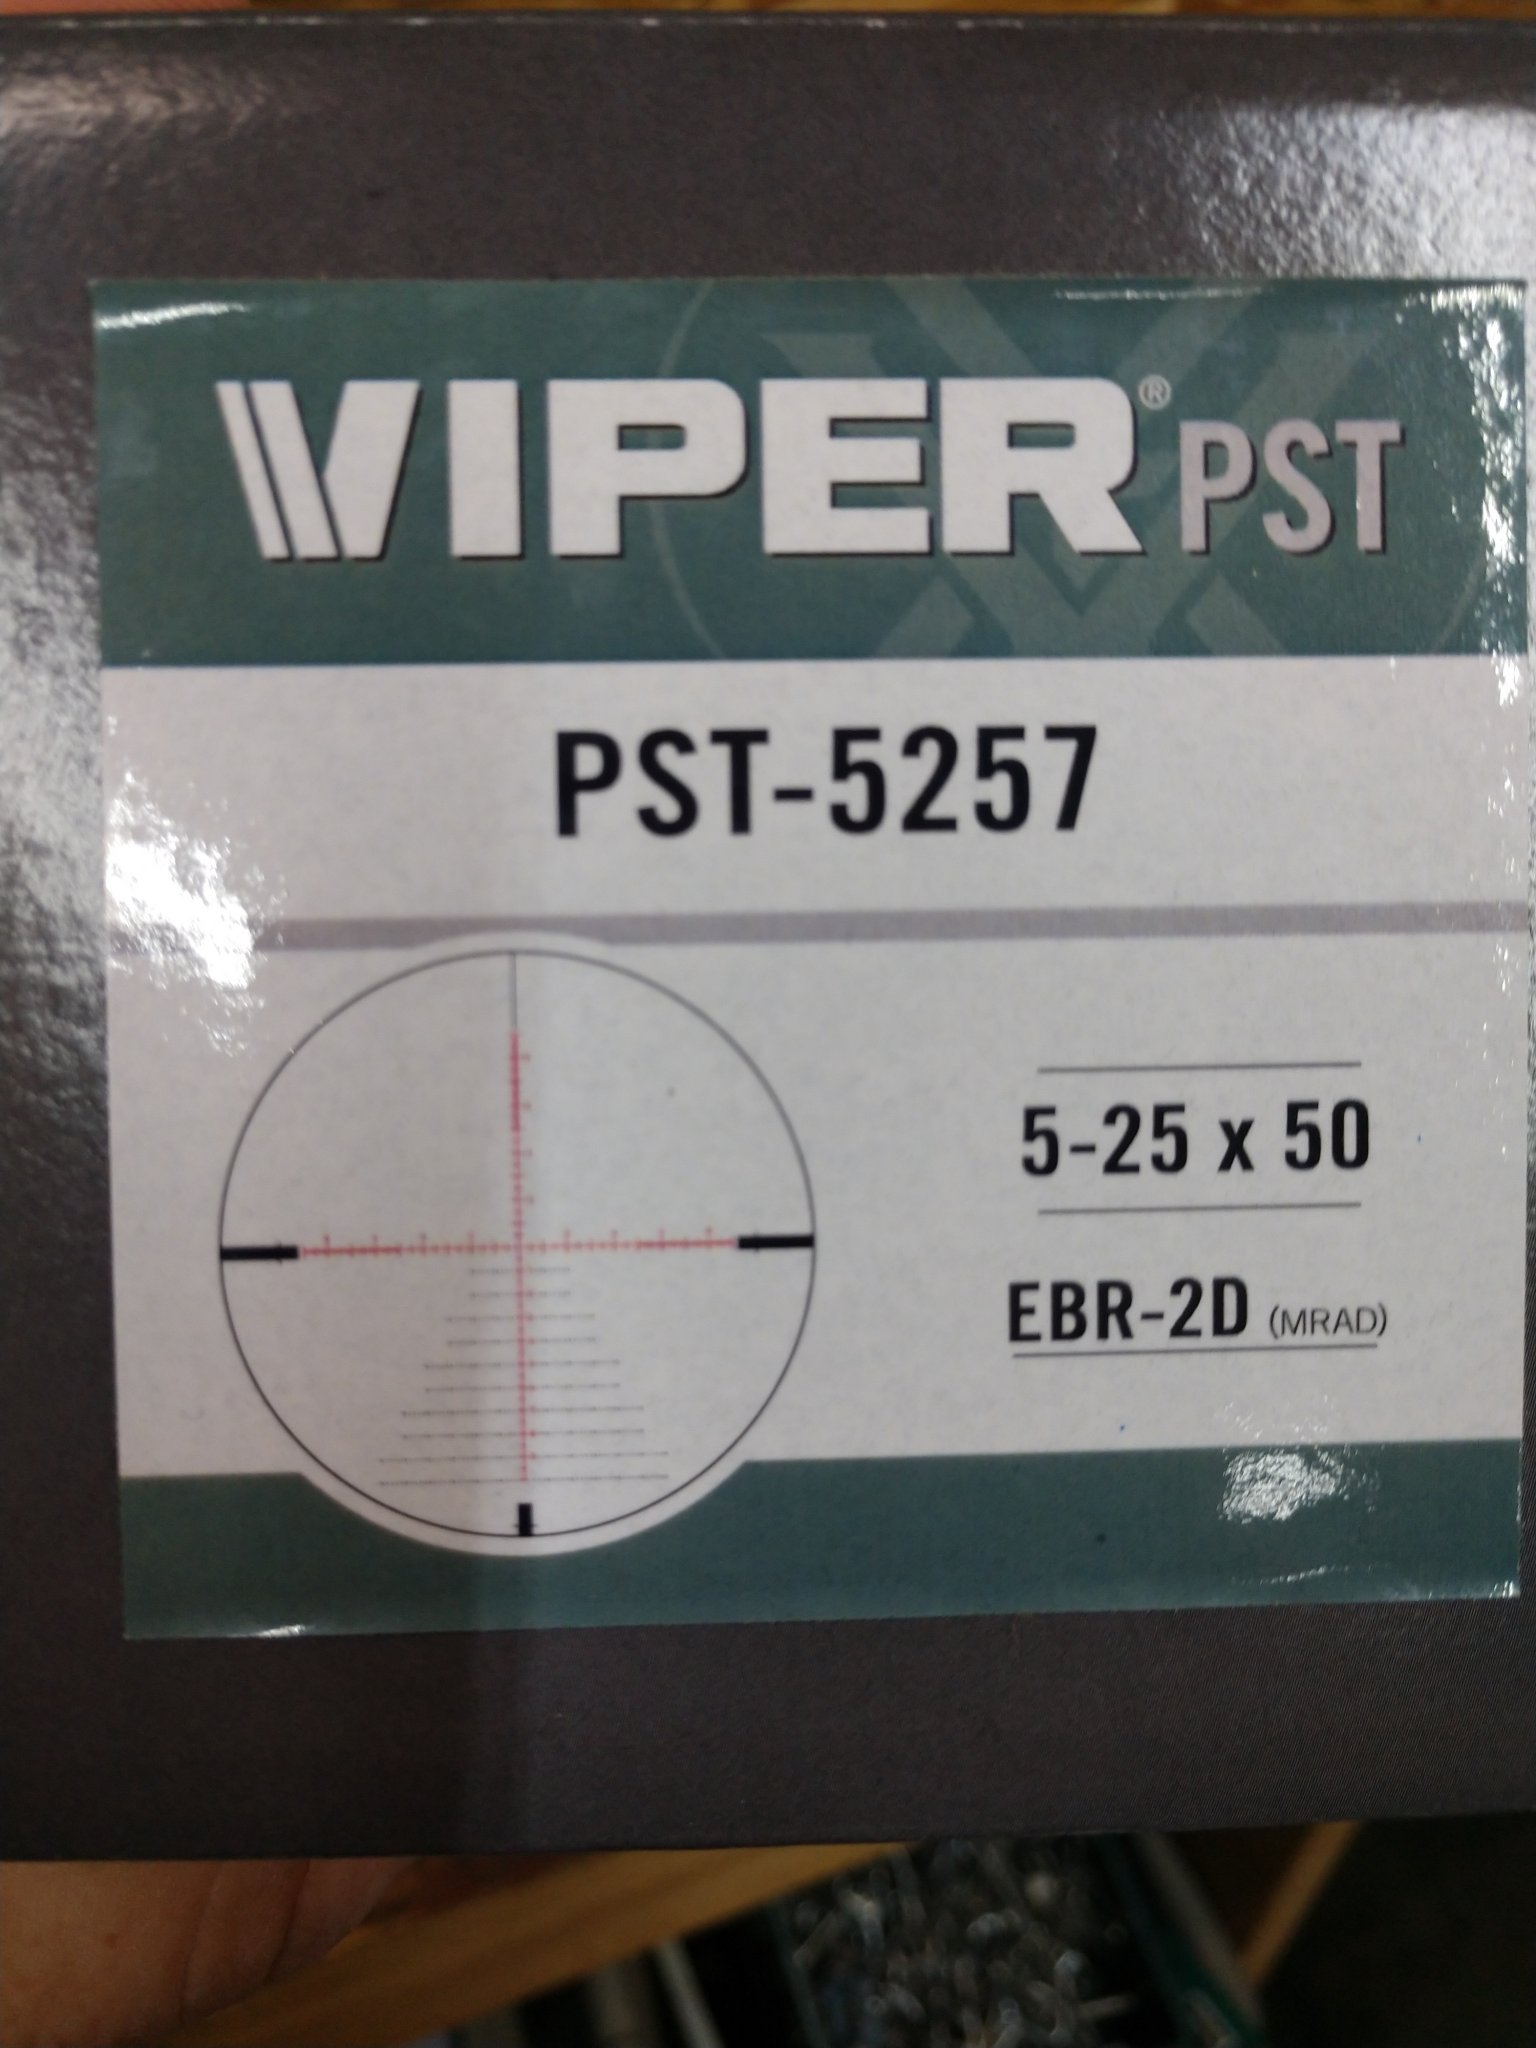 VIPER® PST
PST-5257
5-25 x 50
EBR-2D (MRAD)